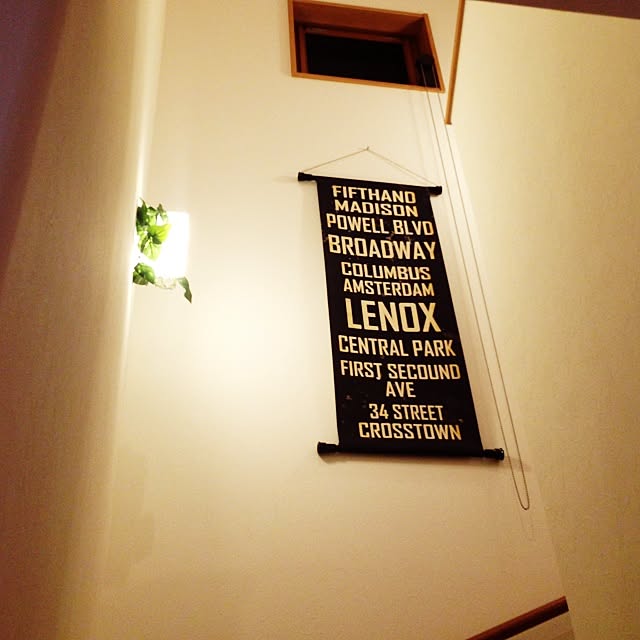 FIFTHAND
MADISON
POWELL BLVD
BROADWAY
COLUMBUS
AMSTERDAM
LENOX
CENTRAL PARK
FIRST SECOUND
AVE
34 STREET
CROSSTOWN